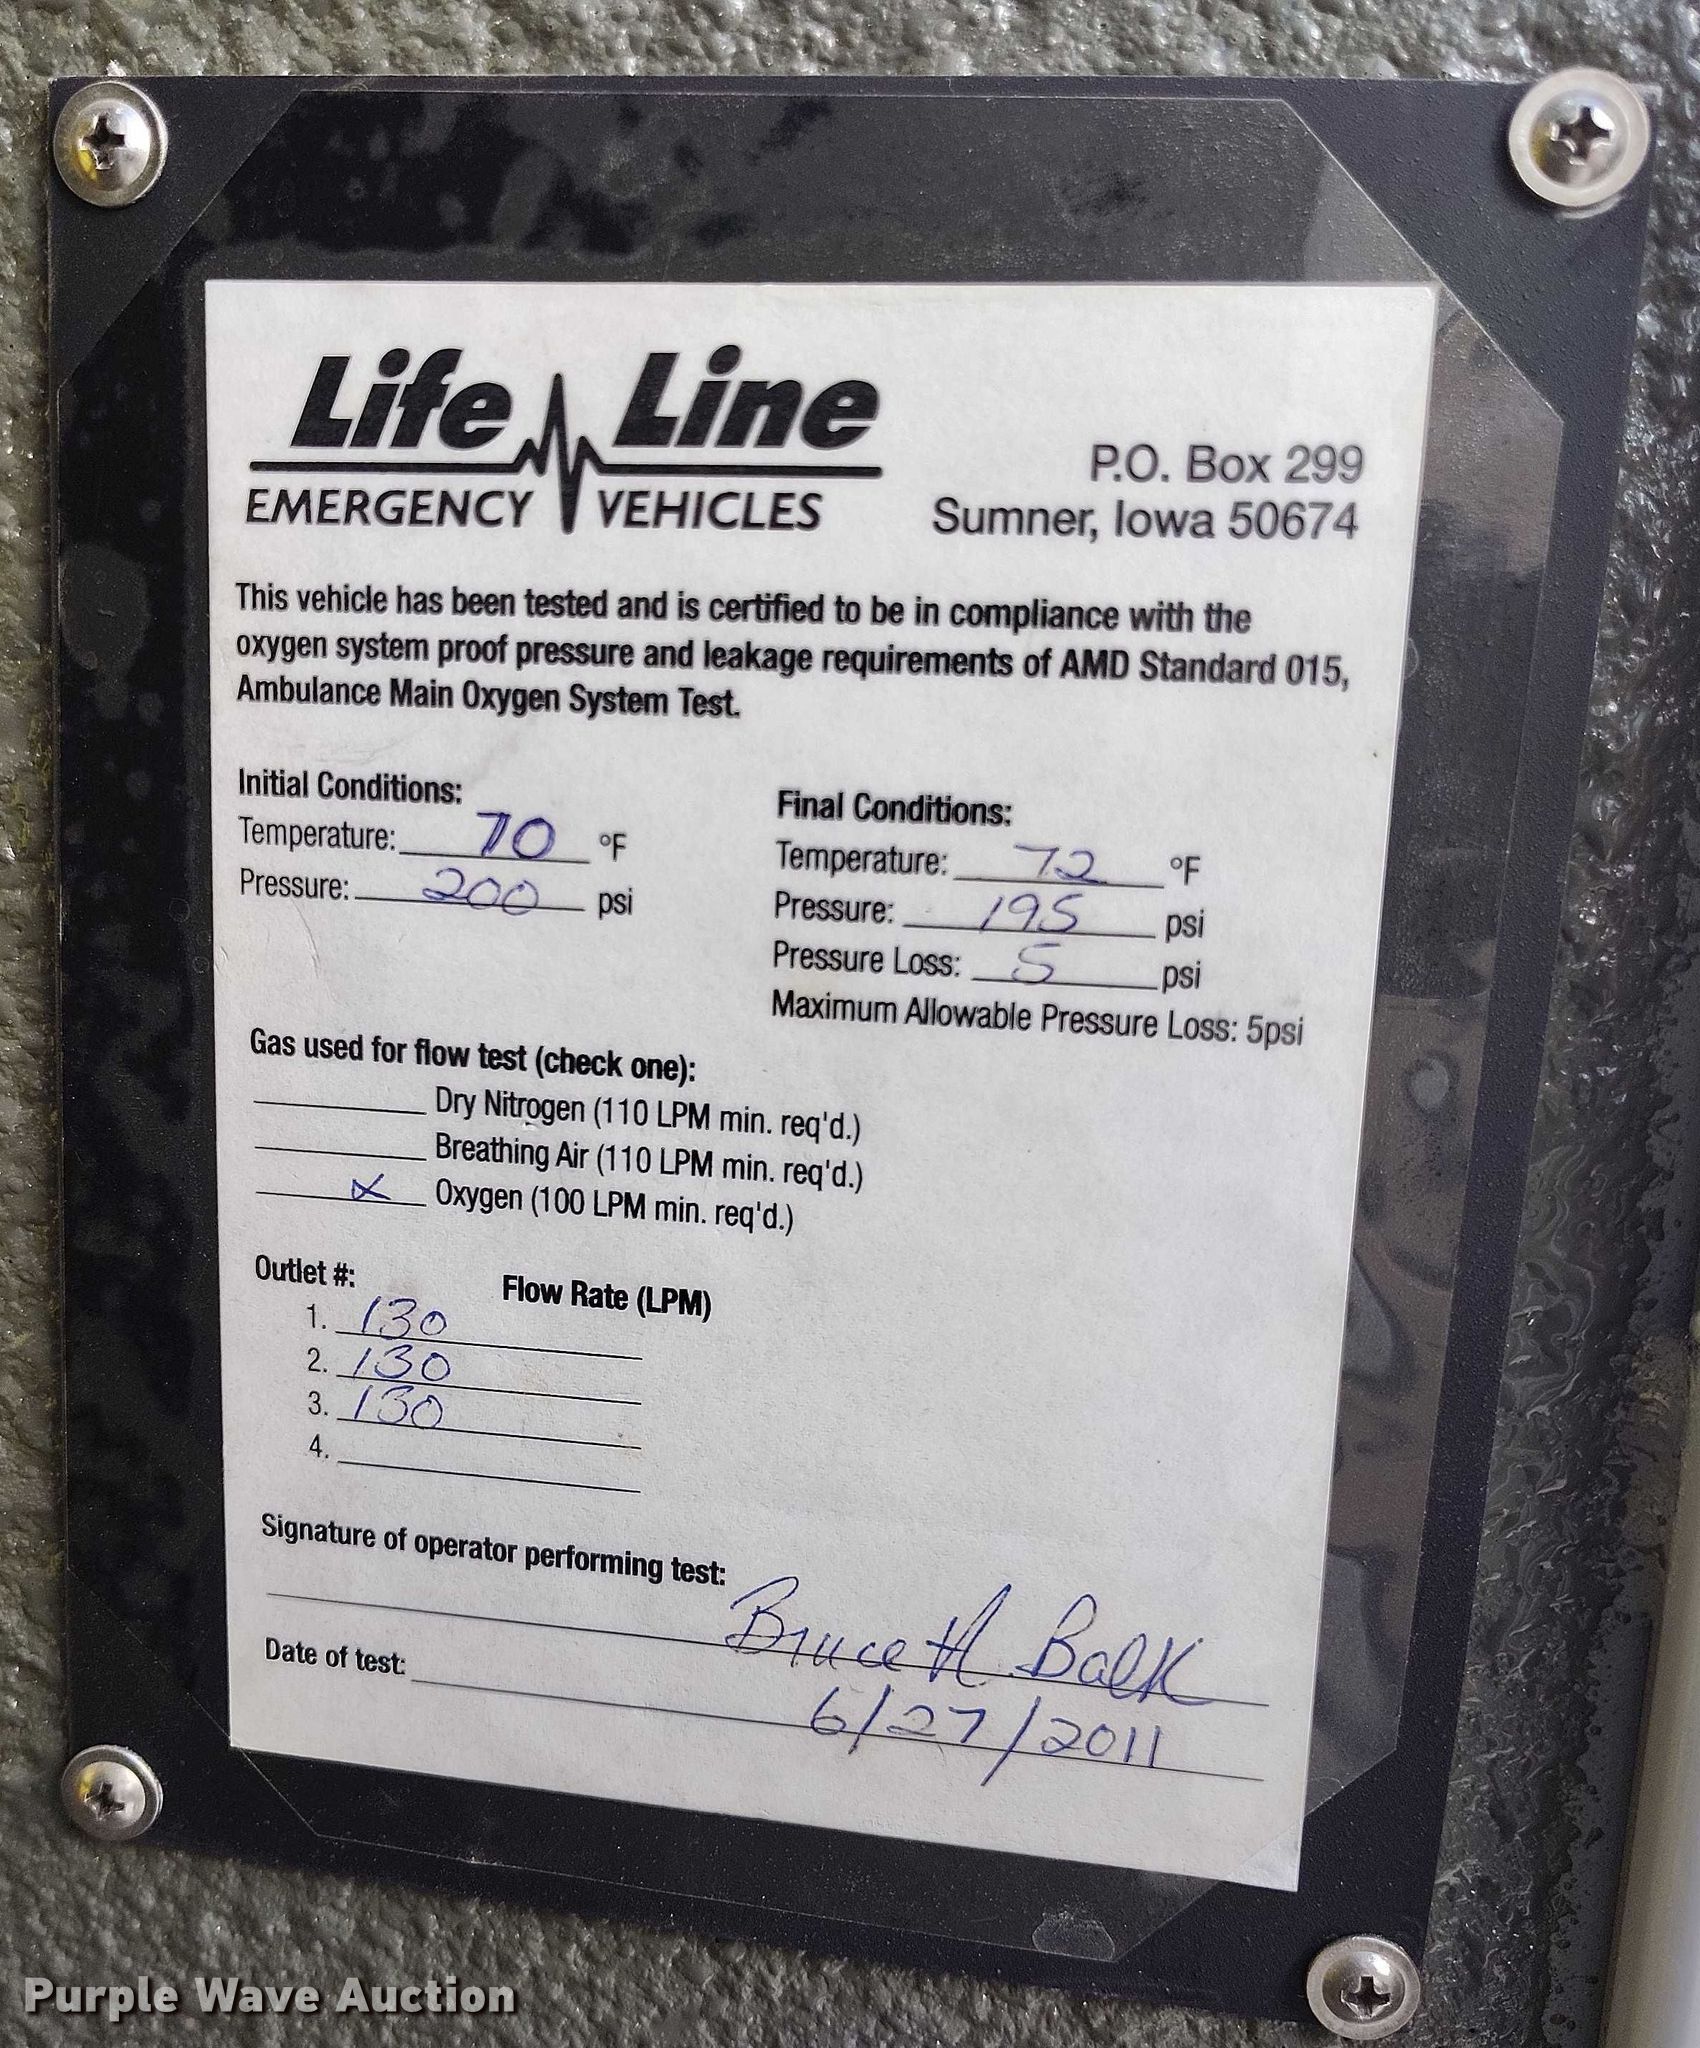 Life Line
EMERGENCY VEHICLES
P.O. Box 299
Sumner, Iowa 50674
This vehicle has been tested and is certified to be in compliance with the
oxygen system proof pressure and leakage requirements of AMD Standard 015,
Ambulance Main Oxygen System Test.
Initial Conditions:
Temperature: 70 °F
Pressure: 200 psi
Final Conditions:
Temperature: 72 °F
Pressure: 195 psi
Pressure Loss: 5 psi
Maximum Allowable Pressure Loss: 5psi
Gas used for flow test (check one):
Dry Nitrogen (110 LPM min. req'd.)
Breathing Air (110 LPM min. req'd.)
x Oxygen (100 LPM min. req'd.)
Outlet #: Flow Rate (LPM)
1. 130
2. 130
3. 130
4.
Signature of operator performing test:
Bruce H. Balk
Date of test: 6/27/2011
Purple Wave Auction